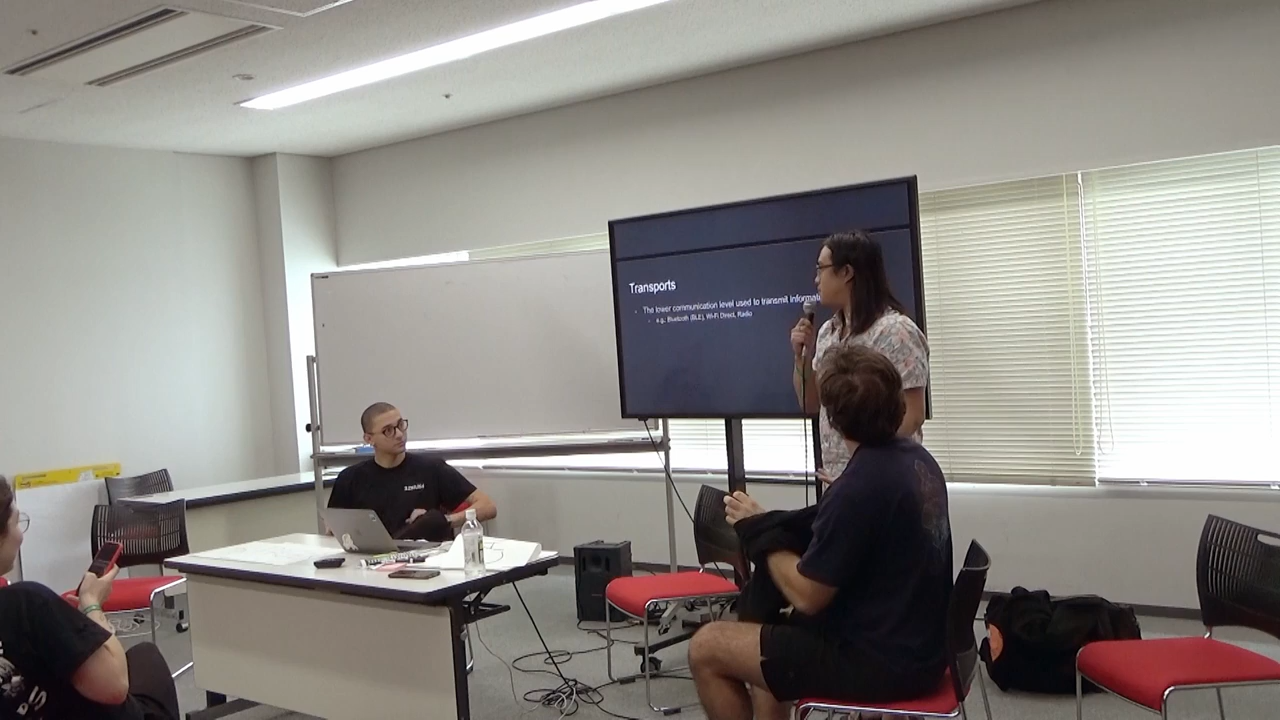 Transports
The lower communication level used to transmit informati
e.g., Bluetooth (BLE), Wi-Fi Direct, Radio